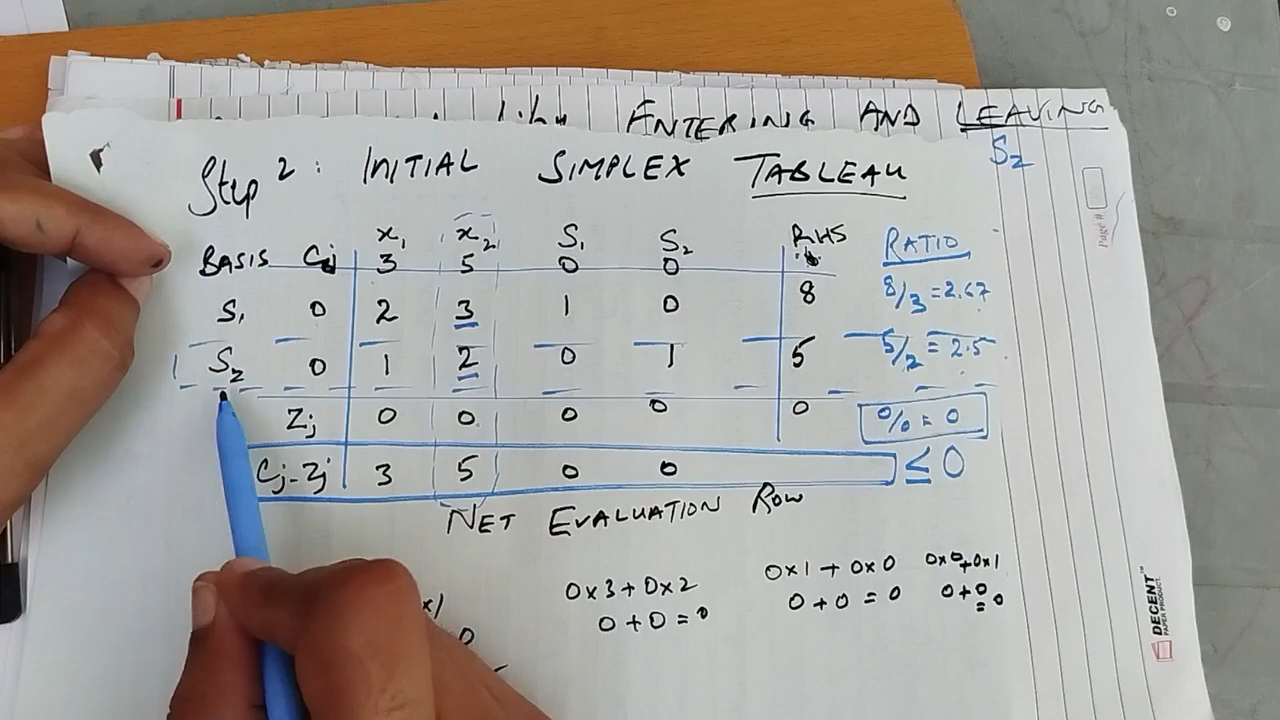 ENTERING AND LEAVING
S2
Step 2: INITIAL SIMPLEX TABLEAU
x1 x2 S1 S2 RHS RATIO
BASIS Cj 3 5 0 0
S1 0 2 3 1 0 8 8/3 = 2.67
S2 0 1 2 0 1 5 5/2 = 2.5
Zj 0 0 0 0 0 0/0 = 0
Cj-Zj 3 5 0 0 ≤ 0
NET EVALUATION ROW
0x3+0x2 0x1+0x0 0x0+0x1
0+0=0 0+0=0 0+0
=0
DECENT
PAPER PRODUCT